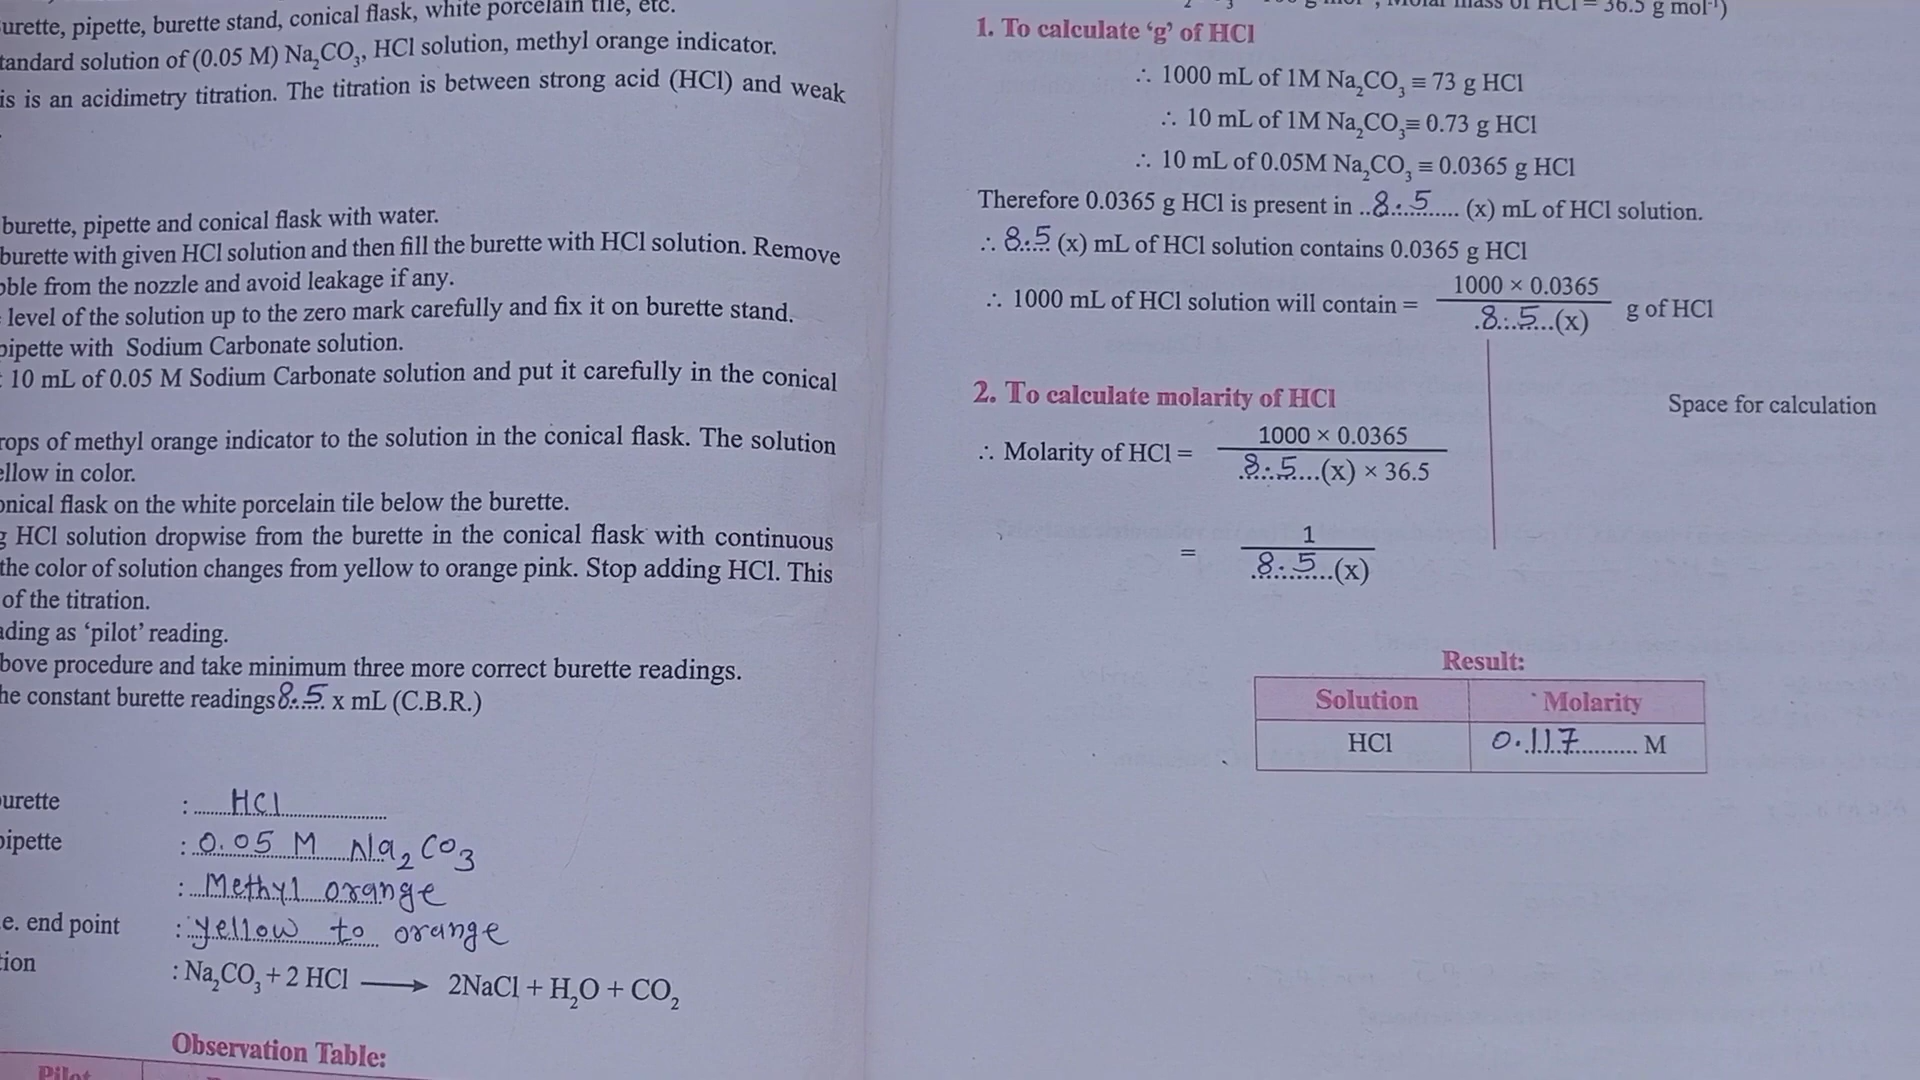 urette, pipette, burette stand, conical flask, white porcelain tile, etc.
tandard solution of (0.05 M) Na₂CO₃, HCl solution, methyl orange indicator.
is is an acidimetry titration. The titration is between strong acid (HCl) and weak
burette, pipette and conical flask with water.
burette with given HCl solution and then fill the burette with HCl solution. Remove
bble from the nozzle and avoid leakage if any.
level of the solution up to the zero mark carefully and fix it on burette stand.
pipette with Sodium Carbonate solution.
10 mL of 0.05 M Sodium Carbonate solution and put it carefully in the conical
rops of methyl orange indicator to the solution in the conical flask. The solution
ellow in color.
onical flask on the white porcelain tile below the burette.
g HCl solution dropwise from the burette in the conical flask with continuous
the color of solution changes from yellow to orange pink. Stop adding HCl. This
of the titration.
ading as ‘pilot’ reading.
bove procedure and take minimum three more correct burette readings.
he constant burette readings 8.5 x mL (C.B.R.)
urette : HCl
pipette : 0.05 M Na₂CO₃
: Methyl orange
e. end point : yellow to orange
tion : Na₂CO₃ + 2 HCl ⟶ 2NaCl + H₂O + CO₂
Observation Table:
Pilot
36.5 g mol⁻¹)
1. To calculate ‘g’ of HCl
∴ 1000 mL of 1M Na₂CO₃ ≡ 73 g HCl
∴ 10 mL of 1M Na₂CO₃ ≡ 0.73 g HCl
∴ 10 mL of 0.05M Na₂CO₃ ≡ 0.0365 g HCl
Therefore 0.0365 g HCl is present in ..8.5.... (x) mL of HCl solution.
∴ 8.5 (x) mL of HCl solution contains 0.0365 g HCl
1000 × 0.0365
∴ 1000 mL of HCl solution will contain = g of HCl
8.5...(x)
2. To calculate molarity of HCl
Space for calculation
1000 × 0.0365
∴ Molarity of HCl =
8.5...(x) × 36.5
1
=
8.5...(x)
Result:
Solution Molarity
HCl 0.117.......... M